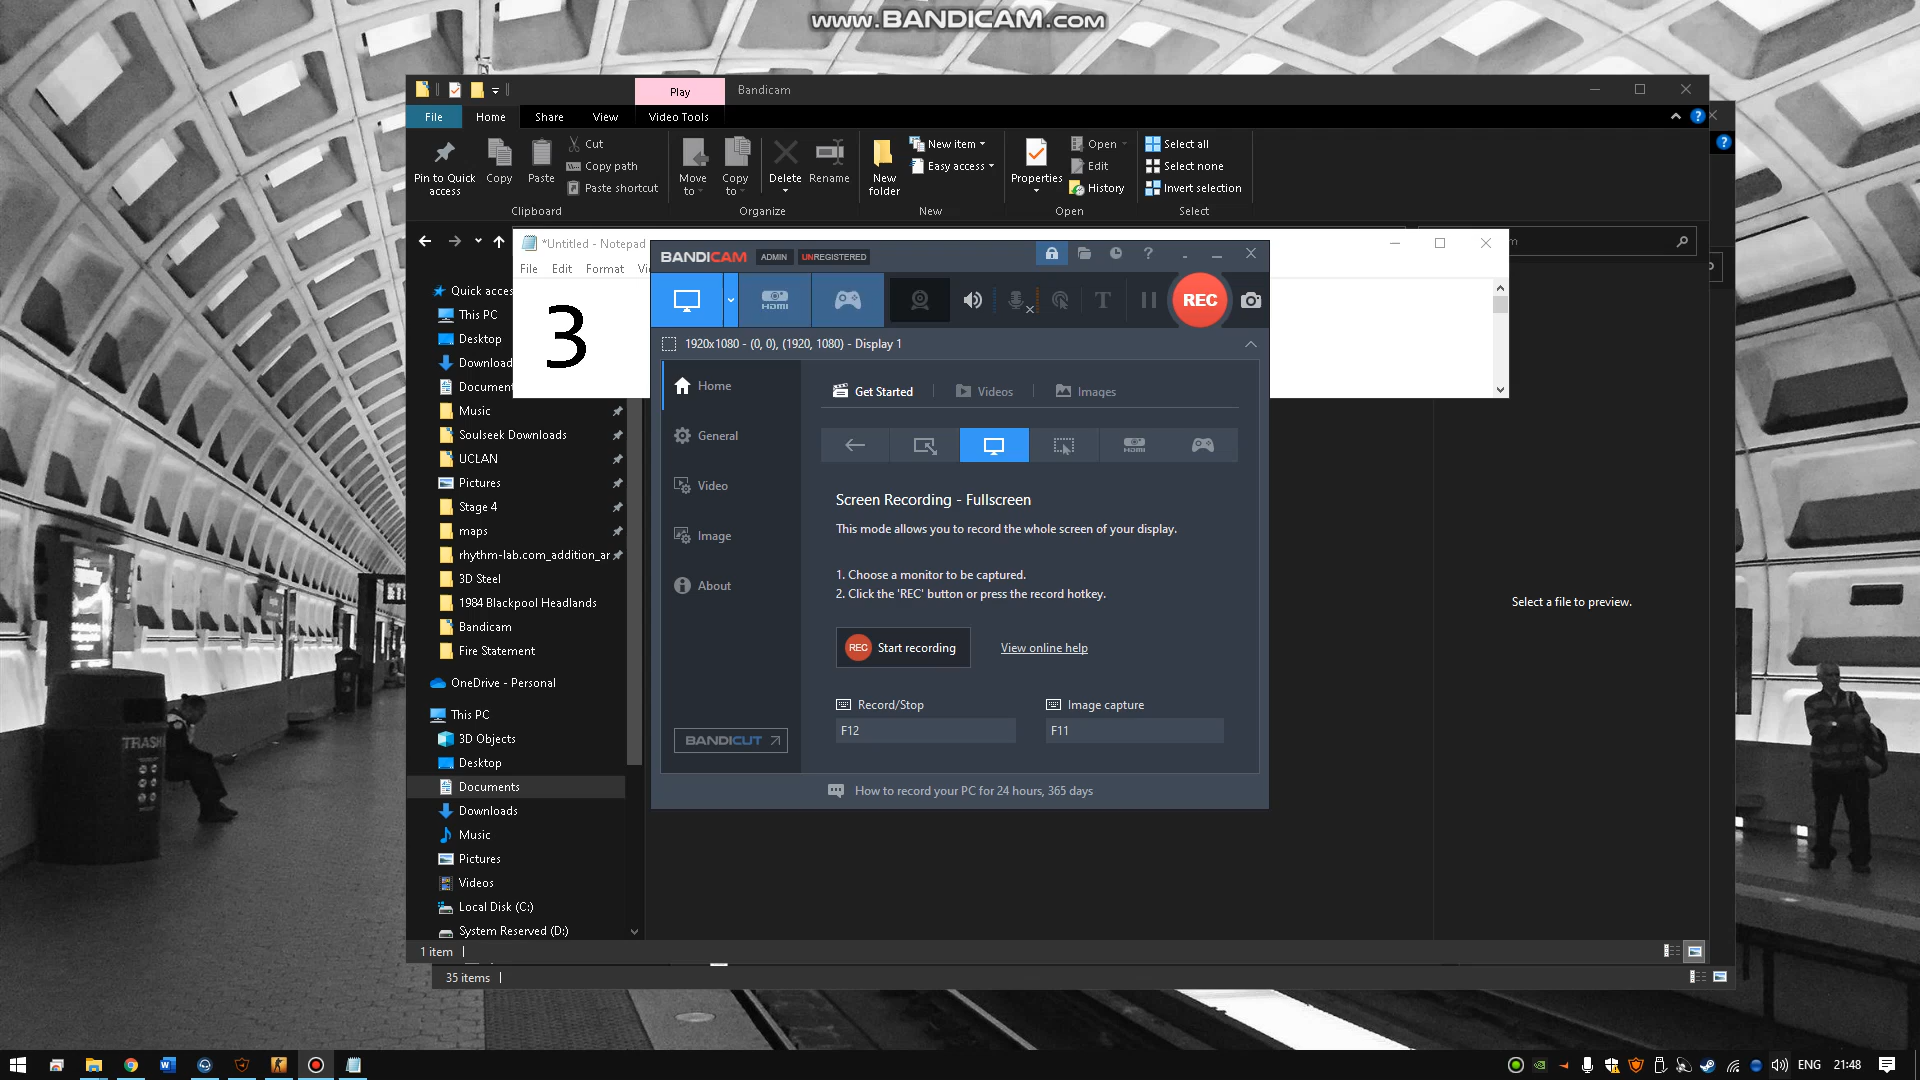 www.BANDICAM.com
Play
Bandicam
File
Home
Share
View
Video Tools
Pin to Quick access
Copy
Paste
Cut
Copy path
Paste shortcut
Clipboard
Move to
Copy to
Delete
Rename
Organize
New folder
New item
Easy access
New
Properties
Open
Edit
History
Open
Select all
Select none
Invert selection
Select
*Untitled - Notepad
File
Edit
Format
3
BANDICAM
ADMIN
UNREGISTERED
HDMI
REC
1920x1080 - (0, 0), (1920, 1080) - Display 1
Home
General
Video
Image
About
BANDICUT
Get Started
Videos
Images
HDMI
Screen Recording - Fullscreen
This mode allows you to record the whole screen of your display.
1. Choose a monitor to be captured.
2. Click the 'REC' button or press the record hotkey.
REC
Start recording
View online help
Record/Stop
Image capture
F12
F11
How to record your PC for 24 hours, 365 days
Quick acces
This PC
Desktop
Download
Documen
Music
Soulseek Downloads
UCLAN
Pictures
Stage 4
maps
rhythm-lab.com_addition_ar
3D Steel
1984 Blackpool Headlands
Bandicam
Fire Statement
OneDrive - Personal
This PC
3D Objects
Desktop
Documents
Downloads
Music
Pictures
Videos
Local Disk (C:)
System Reserved (D:)
Select a file to preview.
1 item
35 items
TRASH
ENG
21:48